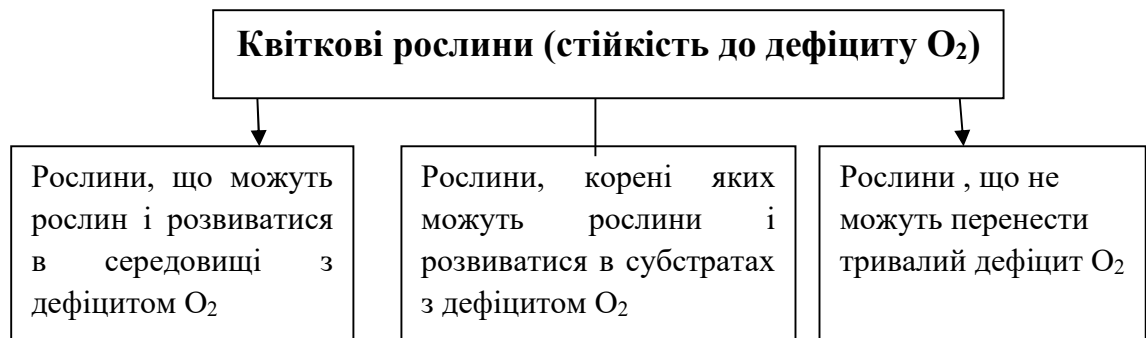 Квіткові рослини (стійкість до дефіциту O₂)
Рослини, що можуть
рослин і розвиватися
в середовищі з
дефіцитом O₂
Рослини, корені яких
можуть рослини і
розвиватися в субстратах
з дефіцитом O₂
Рослини , що не
можуть перенести
тривалий дефіцит O₂